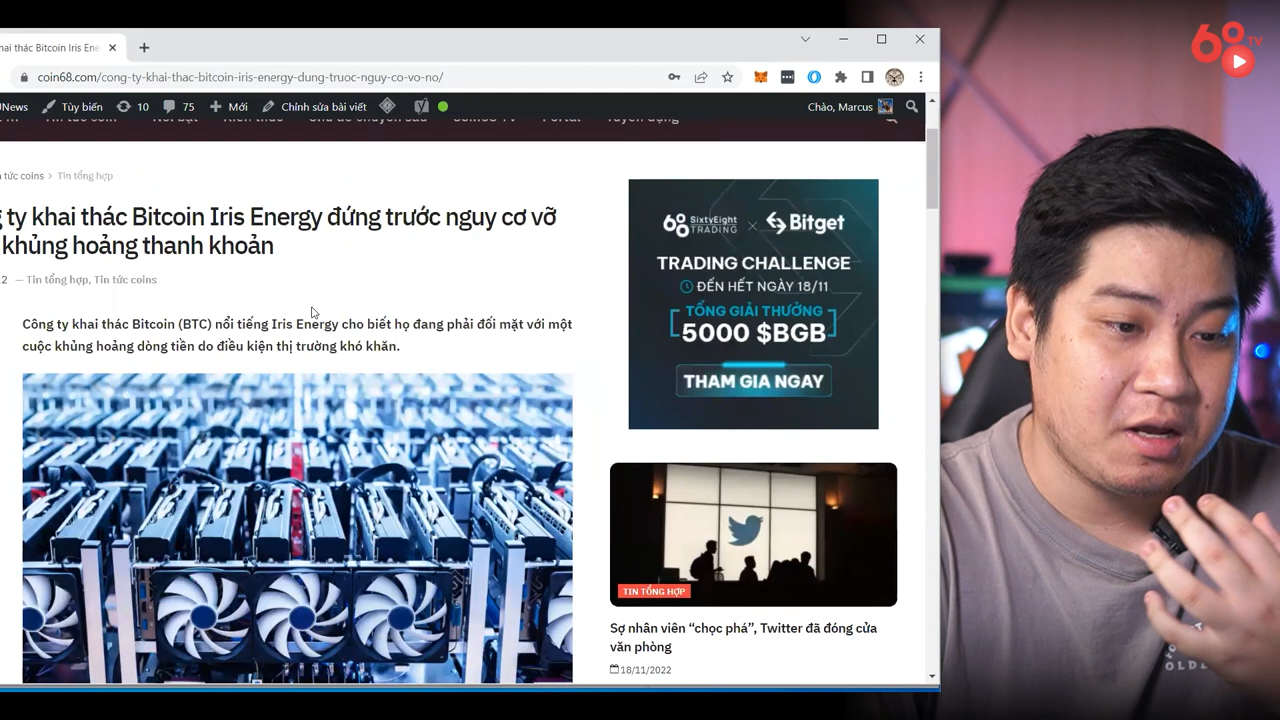 68
TV
hai thác Bitcoin Iris Ene
coin68.com/cong-ty-khai-thac-bitcoin-iris-energy-dung-truoc-nguy-co-vo-no/
News Tùy biến 10 75 Mới Chỉnh sửa bài viết Chào, Marcus
n tức coins > Tin tổng hợp
g ty khai thác Bitcoin Iris Energy đứng trước nguy cơ vỡ
khủng hoảng thanh khoản
22 — Tin tổng hợp, Tin tức coins
Công ty khai thác Bitcoin (BTC) nổi tiếng Iris Energy cho biết họ đang phải đối mặt với một
cuộc khủng hoảng dòng tiền do điều kiện thị trường khó khăn.
68 SixtyEight TRADING × Bitget
TRADING CHALLENGE
ĐẾN HẾT NGÀY 18/11
TỔNG GIẢI THƯỞNG
5000 $BGB
THAM GIA NGAY
TIN TỔNG HỢP
Sợ nhân viên “chọc phá”, Twitter đã đóng cửa
văn phòng
18/11/2022